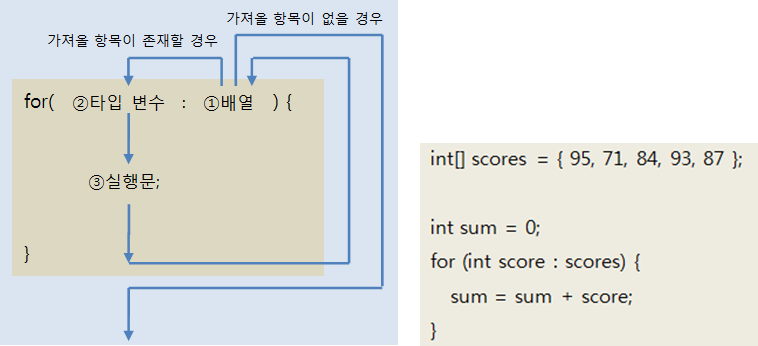 가져올 항목이 없을 경우
가져올 항목이 존재할 경우
for( ②타입 변수 : ①배열 ) {
③실행문;
}
int[] scores = { 95, 71, 84, 93, 87 };
int sum = 0;
for (int score : scores) {
sum = sum + score;
}